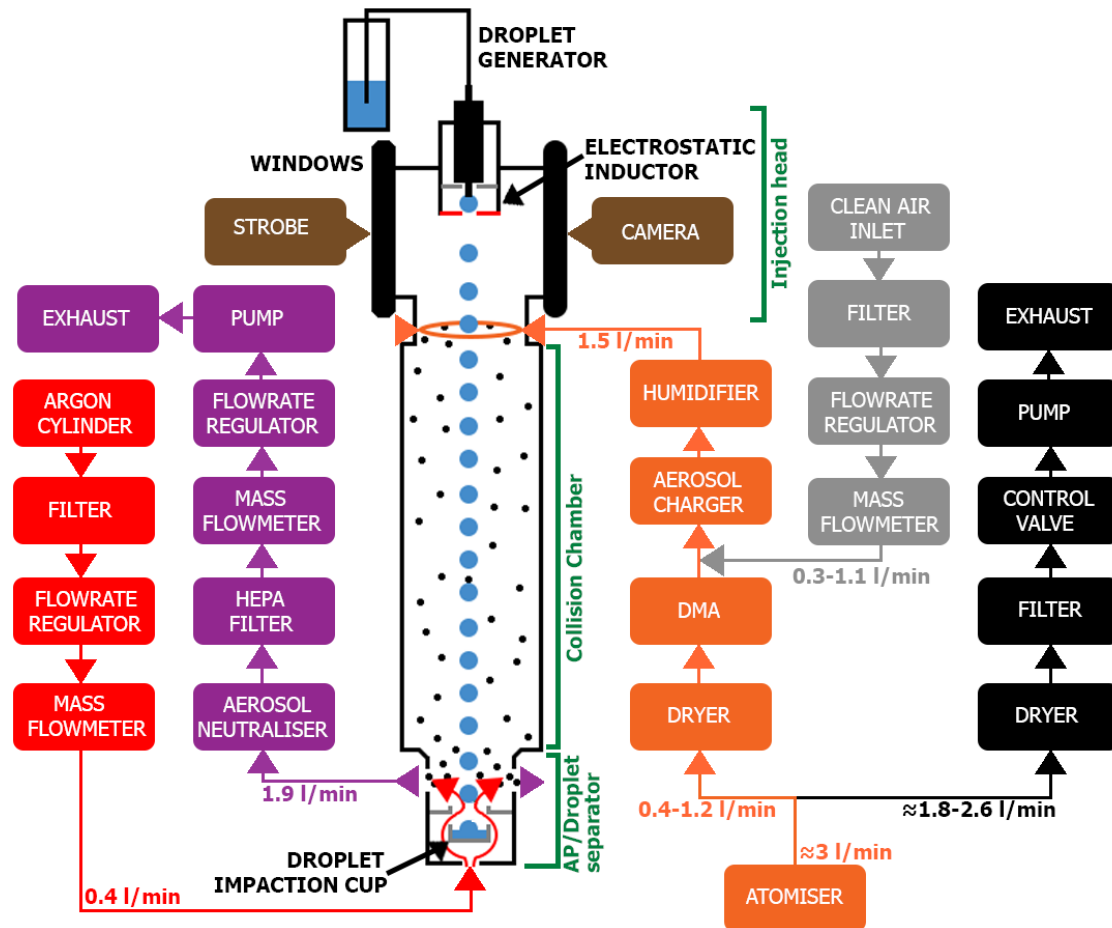 DROPLET
GENERATOR
WINDOWS
ELECTROSTATIC
INDUCTOR
Injection head
STROBE
CAMERA
CLEAN AIR
INLET
EXHAUST
PUMP
FILTER
EXHAUST
1.5 l/min
ARGON
CYLINDER
FLOWRATE
REGULATOR
HUMIDIFIER
FLOWRATE
REGULATOR
PUMP
FILTER
MASS
FLOWMETER
AEROSOL
CHARGER
MASS
FLOWMETER
CONTROL
VALVE
Collision Chamber
0.3-1.1 l/min
FLOWRATE
REGULATOR
HEPA
FILTER
DMA
FILTER
MASS
FLOWMETER
AEROSOL
NEUTRALISER
DRYER
DRYER
1.9 l/min
0.4-1.2 l/min
≈1.8-2.6 l/min
AP/Droplet
separator
DROPLET
IMPACTION CUP
≈3 l/min
0.4 l/min
ATOMISER